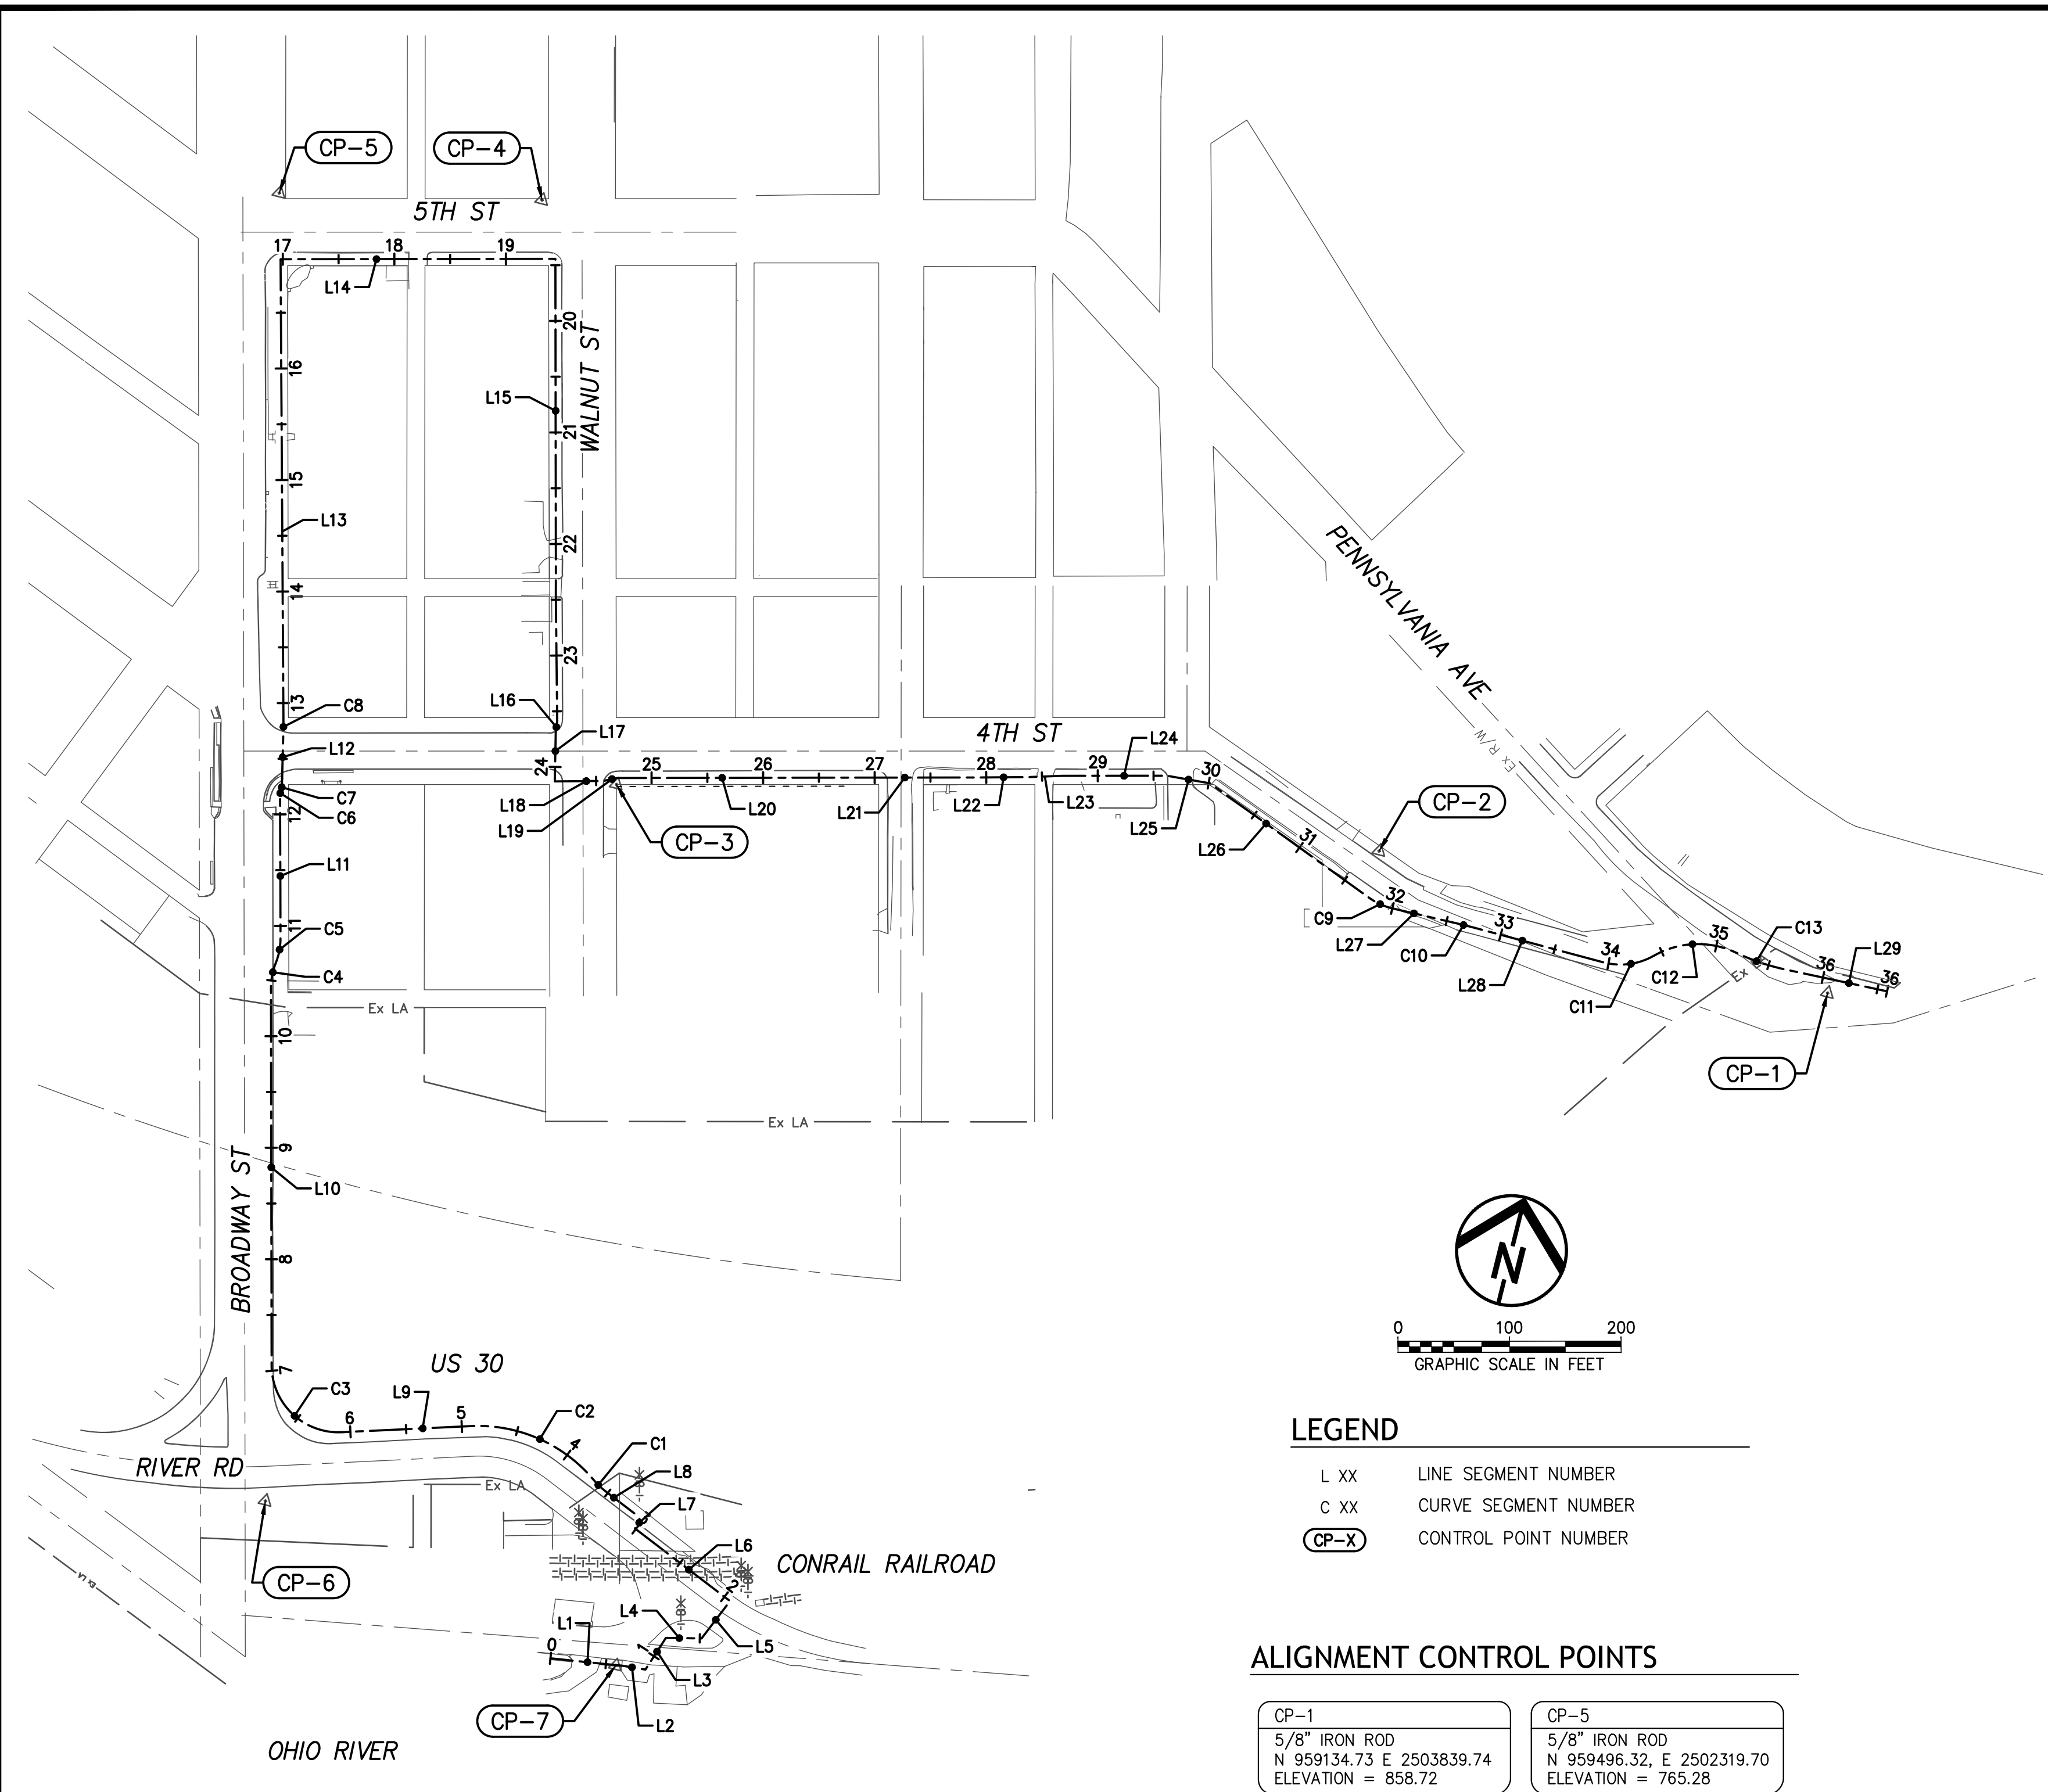 CP-5
CP-4
5TH ST
17
18
19
L14
20
WALNUT ST
16
L15
21
15
L13
22
14
23
PENNSYLVANIA AVE
Ex R/W
13
C8
L16
L17
4TH ST
L12
24
25
26
27
28
29
L24
30
C7
C6
L18
L19
L20
L21
L22
L23
L25
CP-2
12
CP-3
L26
31
L11
11
C5
C4
C9
32
L27
C10
33
L28
34
C11
C12
35
C13
L29
36
36
Ex
10
Ex LA
CP-1
Ex LA
9
L10
BROADWAY ST
8
N
0 100 200
GRAPHIC SCALE IN FEET
7
US 30
C3
L9
6
5
C2
4
C1
RIVER RD
Ex LA
L8
L7
L6
CONRAIL RAILROAD
CP-6
Ex LA
2
L4
L1
0
1
L5
L3
CP-7
L2
OHIO RIVER
LEGEND
L XX LINE SEGMENT NUMBER
C XX CURVE SEGMENT NUMBER
CP-X CONTROL POINT NUMBER
ALIGNMENT CONTROL POINTS
CP-1
5/8" IRON ROD
N 959134.73 E 2503839.74
ELEVATION = 858.72
CP-5
5/8" IRON ROD
N 959496.32, E 2502319.70
ELEVATION = 765.28